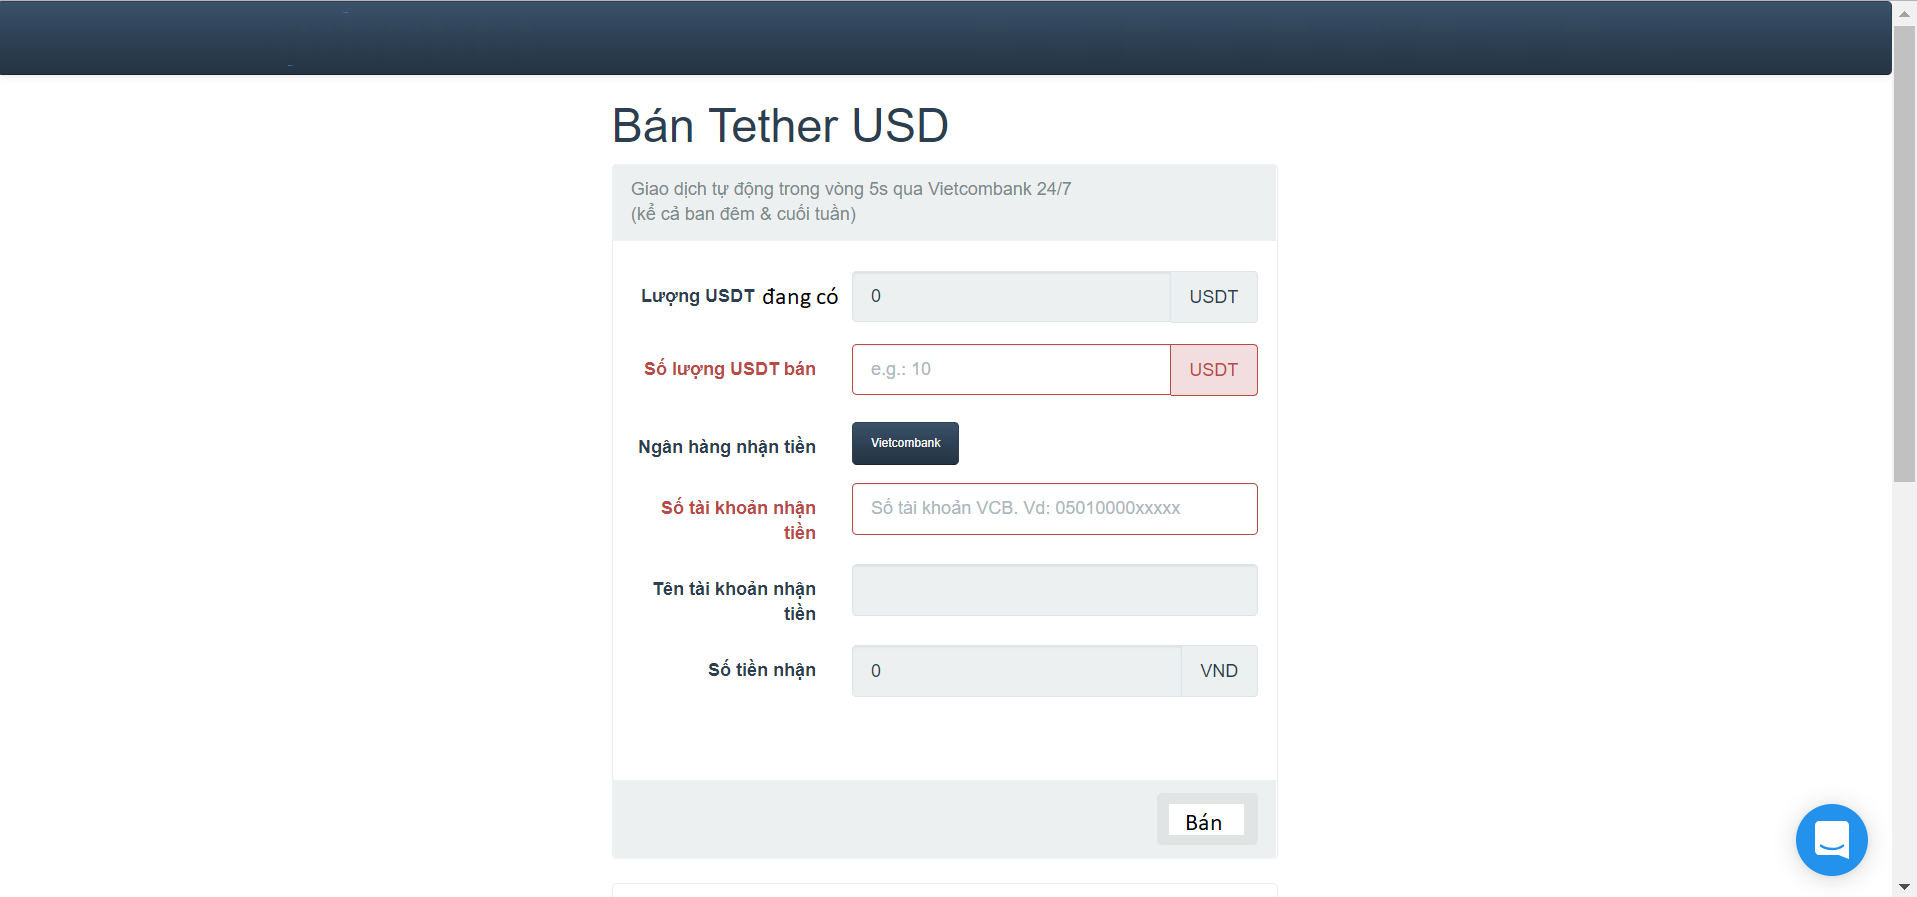 Bán Tether USD
Giao dịch tự động trong vòng 5s qua Vietcombank 24/7
(kể cả ban đêm & cuối tuần)
Lượng USDT đang có 0 USDT
Số lượng USDT bán e.g.: 10 USDT
Ngân hàng nhận tiền Vietcombank
Số tài khoản nhận
tiền
Số tài khoản VCB. Vd: 05010000xxxxx
Tên tài khoản nhận
tiền
Số tiền nhận 0 VND
Bán